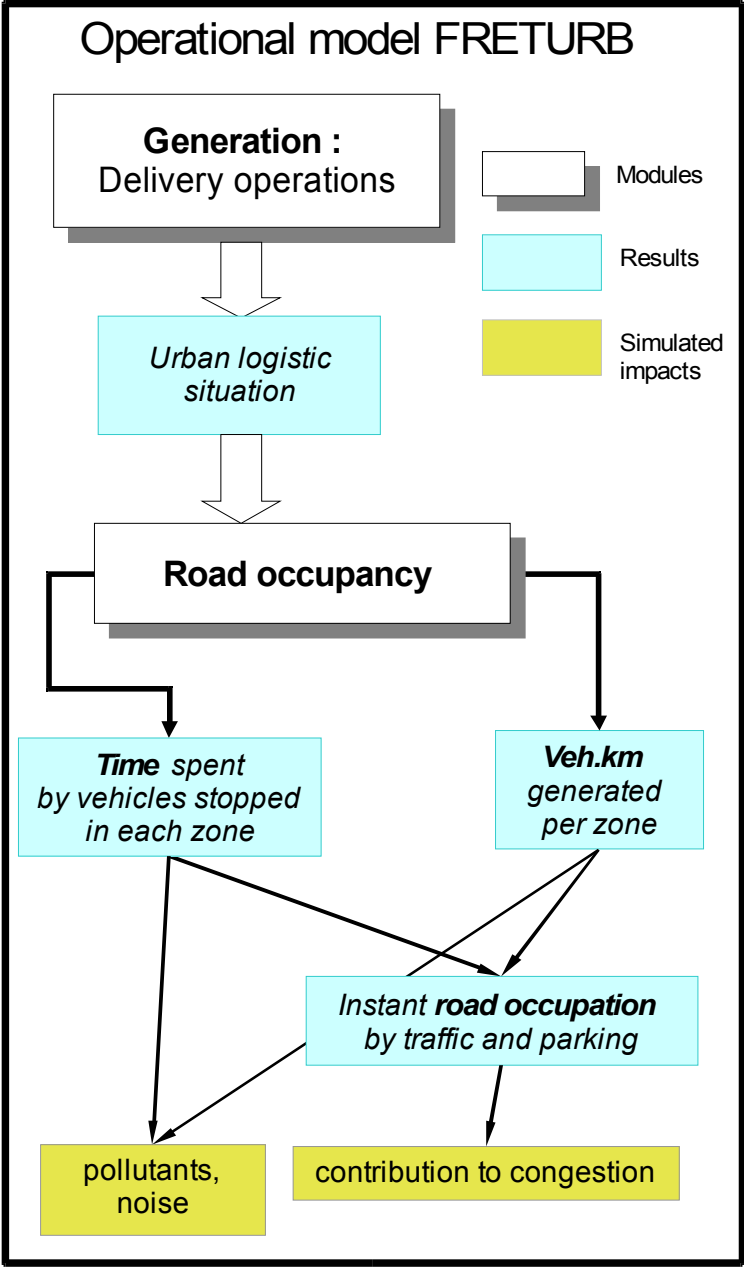 Operational model FRETURB
Generation :
Delivery operations
Modules
Results
Simulated
impacts
Urban logistic
situation
Road occupancy
Time spent
by vehicles stopped
in each zone
Veh.km
generated
per zone
Instant road occupation
by traffic and parking
pollutants,
noise
contribution to congestion